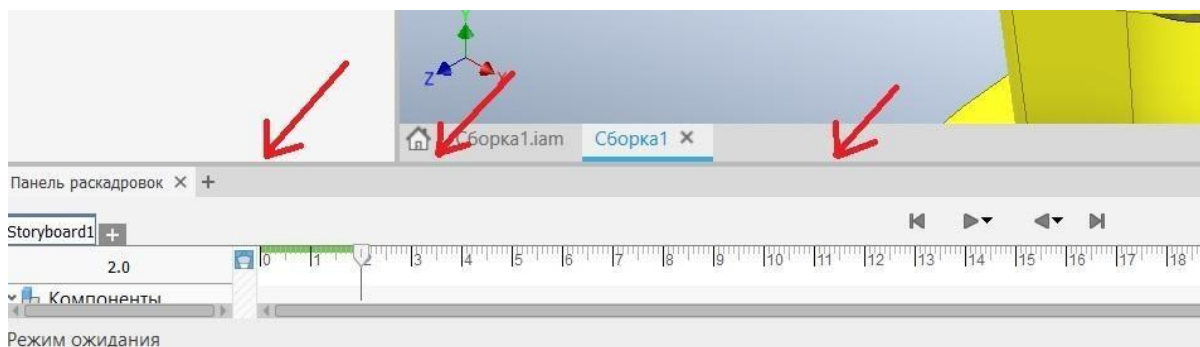 Y
Z
Сборка1.iam Сборка1
Панель раскадровок
Storyboard1
2.0 0 1 2 3 4 5 6 7 8 9 10 11 12 13 14 15 16 17 18
Компоненты
Режим ожидания